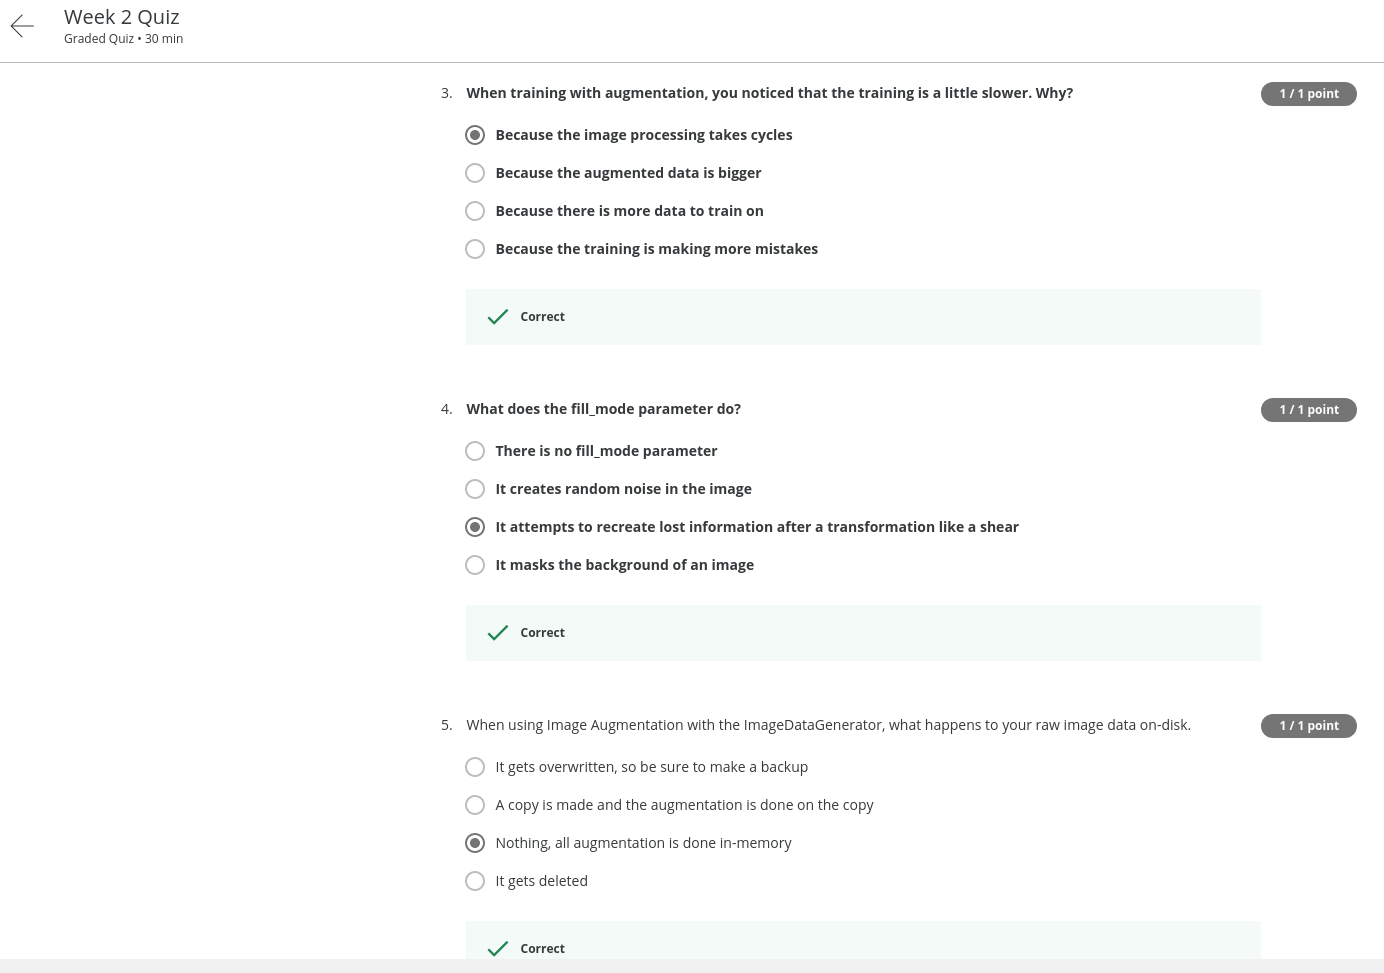 Week 2 Quiz
Graded Quiz • 30 min
3. When training with augmentation, you noticed that the training is a little slower. Why?
1 / 1 point
Because the image processing takes cycles
Because the augmented data is bigger
Because there is more data to train on
Because the training is making more mistakes
Correct
4. What does the fill_mode parameter do?
1 / 1 point
There is no fill_mode parameter
It creates random noise in the image
It attempts to recreate lost information after a transformation like a shear
It masks the background of an image
Correct
5. When using Image Augmentation with the ImageDataGenerator, what happens to your raw image data on-disk.
1 / 1 point
It gets overwritten, so be sure to make a backup
A copy is made and the augmentation is done on the copy
Nothing, all augmentation is done in-memory
It gets deleted
Correct